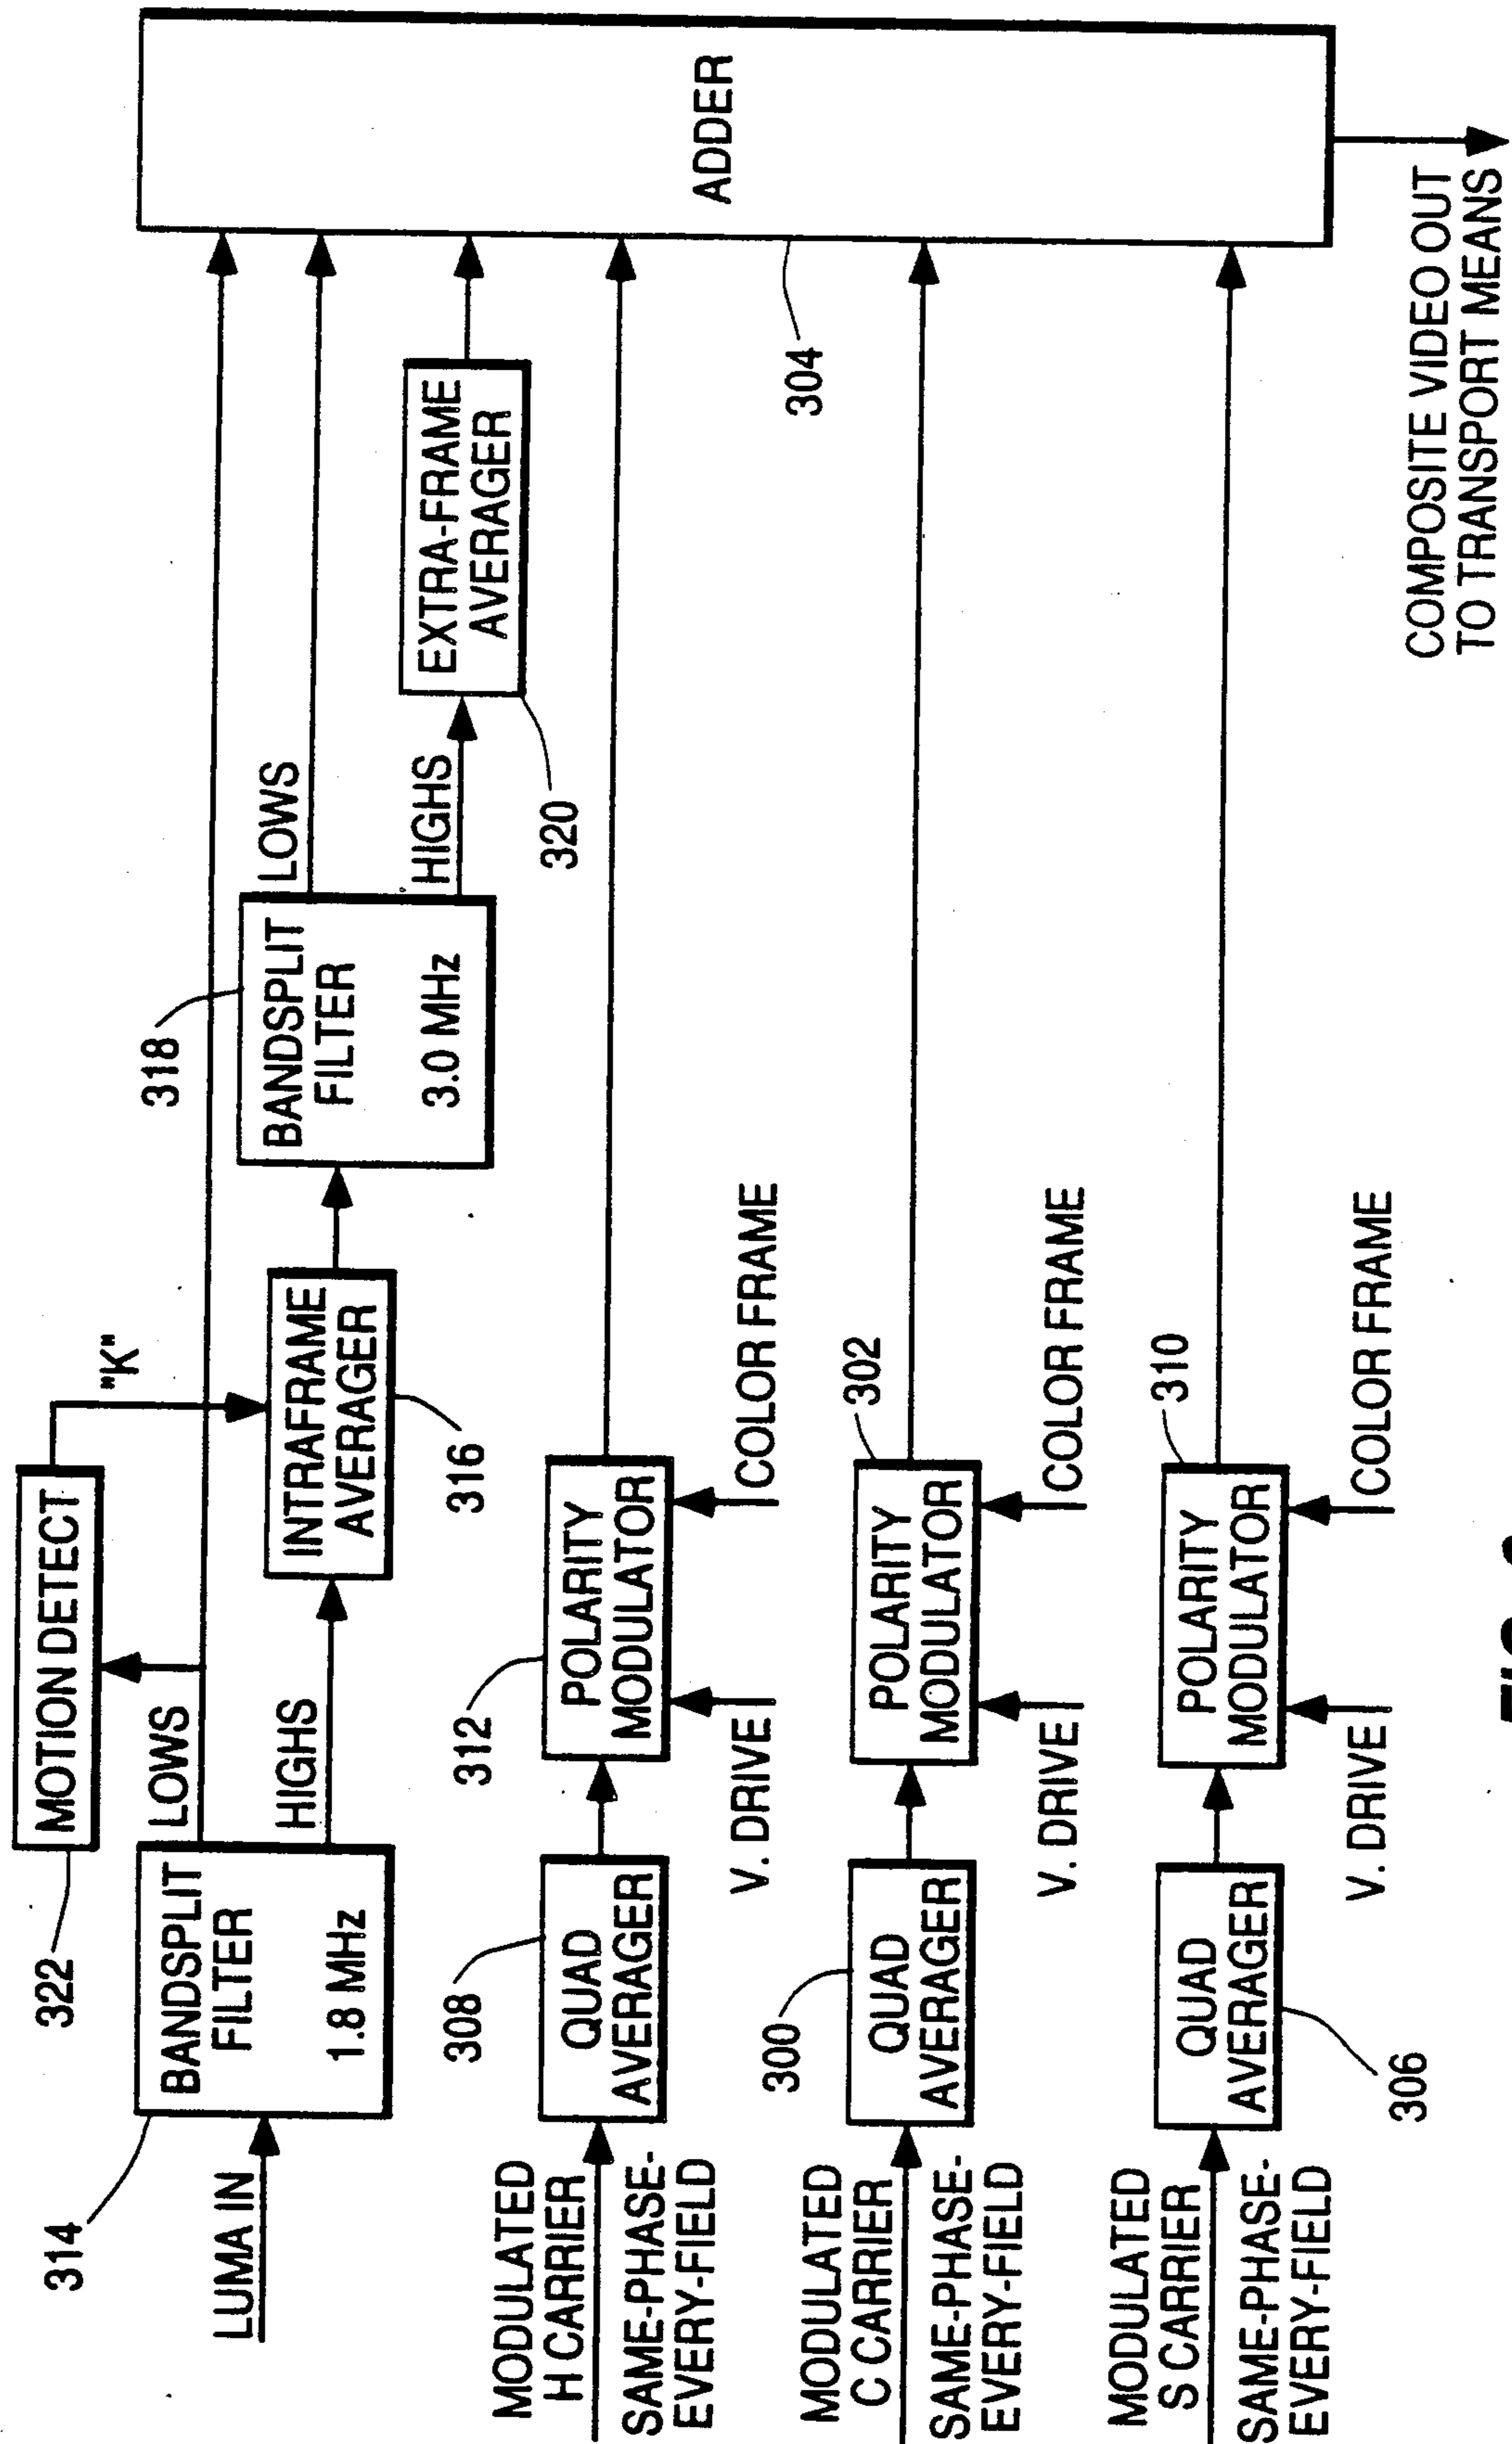 322
MOTION DETECT
"K"
314
LUMA IN
BANDSPLIT
FILTER
1.8 MHz
LOWS
HIGHS
INTRAFRAME
AVERAGER
316
318
BANDSPLIT
FILTER
3.0 MHz
LOWS
HIGHS
EXTRA-FRAME
AVERAGER
320
ADDER
304
MODULATED
H CARRIER
SAME-PHASE-
EVERY-FIELD
308
QUAD
AVERAGER
312
POLARITY
MODULATOR
V. DRIVE
COLOR FRAME
MODULATED
C CARRIER
SAME-PHASE-
EVERY-FIELD
300
QUAD
AVERAGER
302
POLARITY
MODULATOR
V. DRIVE
COLOR FRAME
MODULATED
S CARRIER
SAME-PHASE-
EVERY-FIELD
306
QUAD
AVERAGER
310
POLARITY
MODULATOR
V. DRIVE
COLOR FRAME
COMPOSITE VIDEO OUT
TO TRANSPORT MEANS